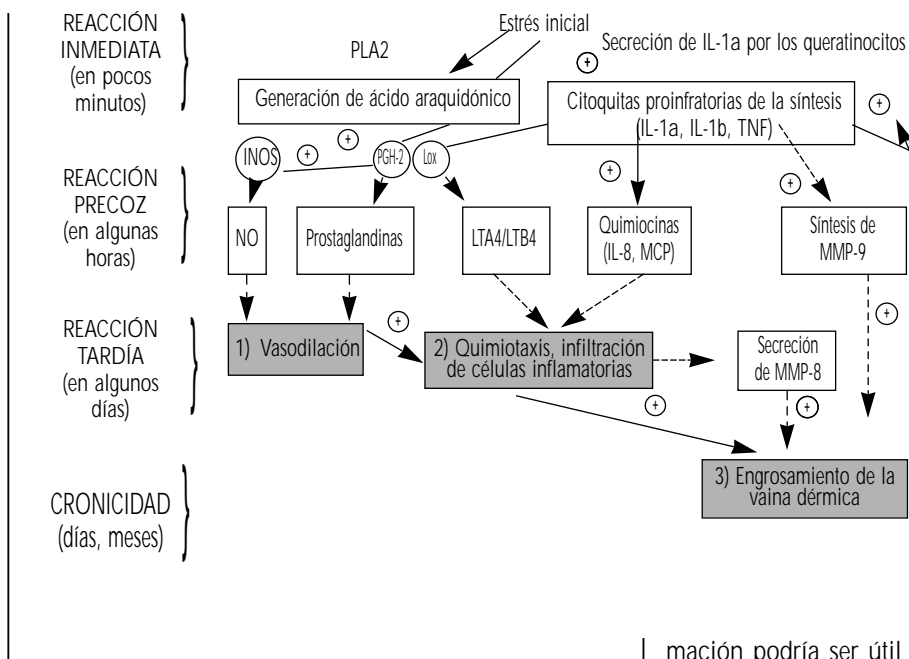 REACCIÓN
INMEDIATA
(en pocos
minutos)
Estrés inicial
PLA2
Secreción de IL-1a por los queratinocitos
+
Generación de ácido araquidónico
Citoquitas proinfratorias de la síntesis
(IL-1a, IL-1b, TNF)
+
REACCIÓN
PRECOZ
(en algunas
horas)
INOS
+
+
PGH-2
Lox
+
+
NO
Prostaglandinas
LTA4/LTB4
Quimiocinas
(IL-8, MCP)
Síntesis de
MMP-9
REACCIÓN
TARDÍA
(en algunos
días)
1) Vasodilación
+
2) Quimiotaxis, infiltración
de células inflamatorias
Secreción
de MMP-8
+
+
+
CRONICIDAD
(días, meses)
3) Engrosamiento de la
vaina dérmica
mación podría ser útil